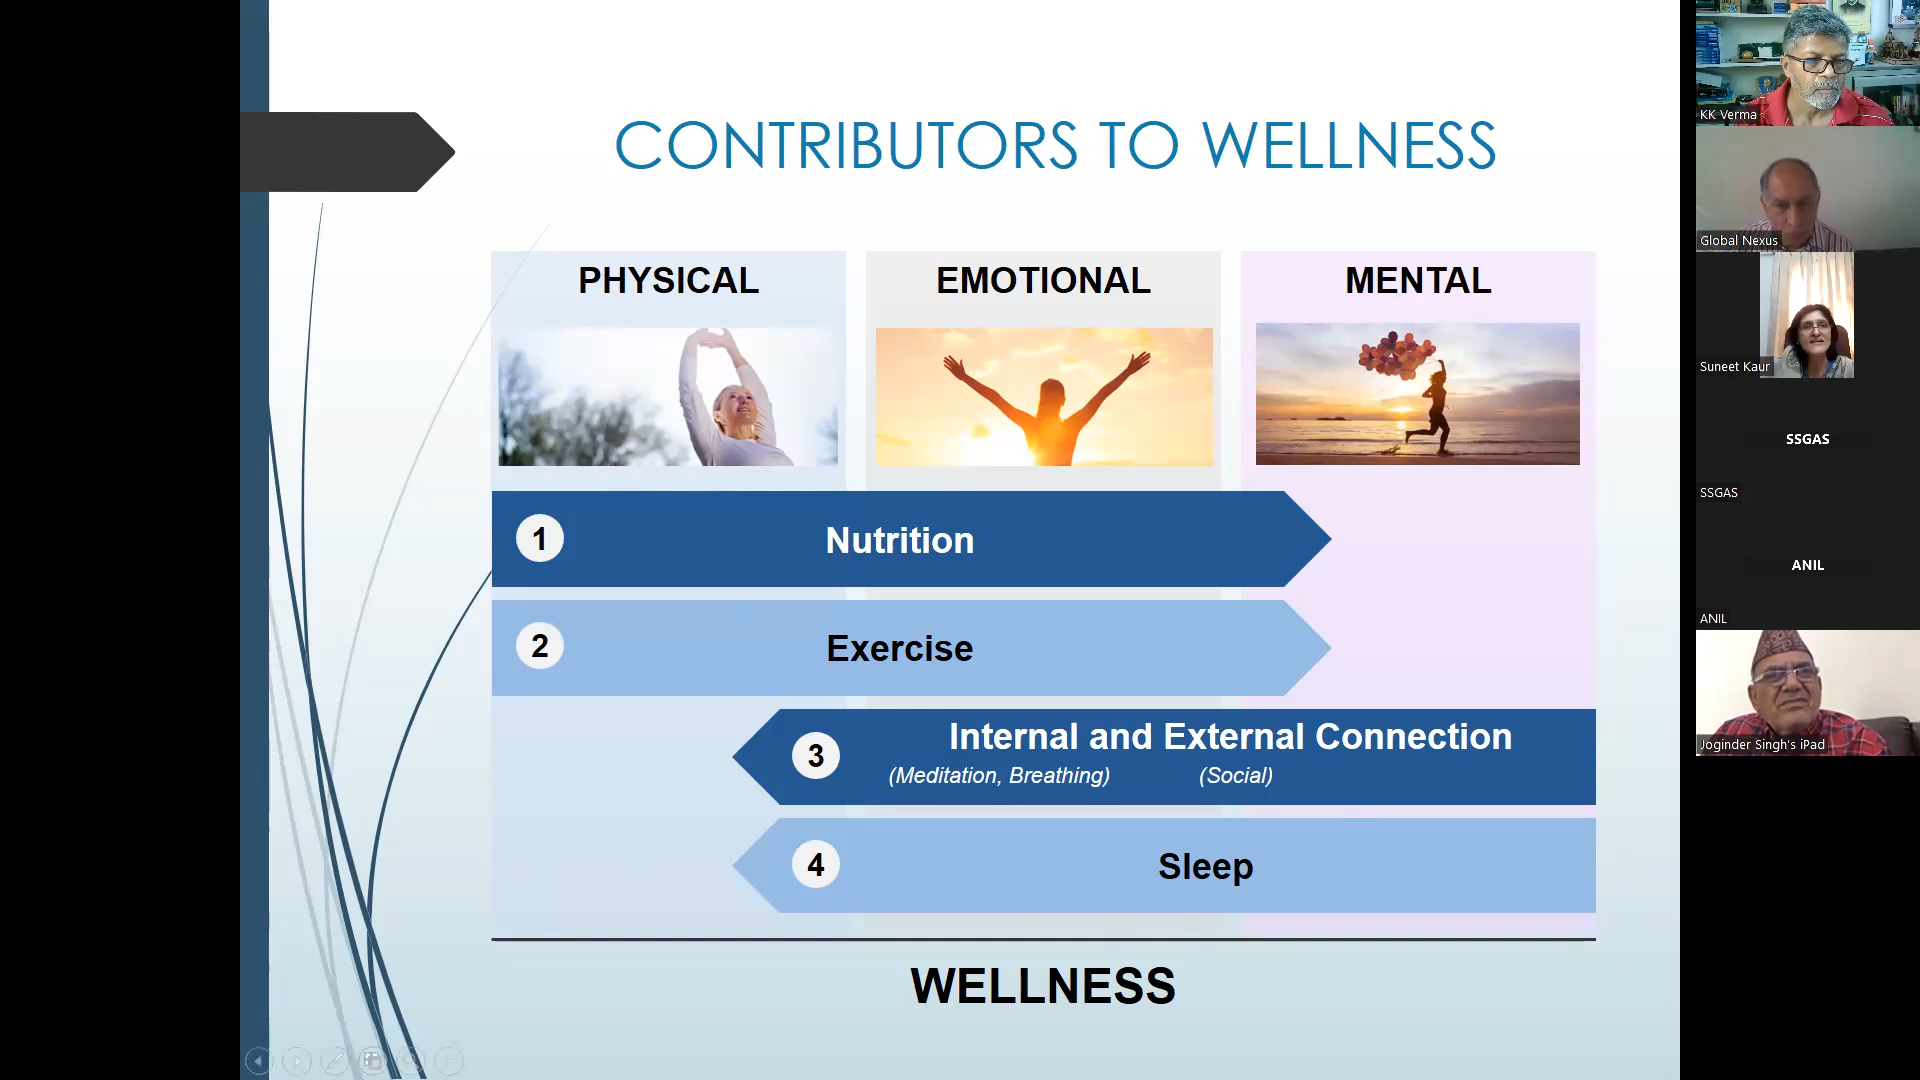 CONTRIBUTORS TO WELLNESS
PHYSICAL
EMOTIONAL
MENTAL
1
Nutrition
2
Exercise
3
Internal and External Connection
(Meditation, Breathing) (Social)
4
Sleep
WELLNESS
KK Verma
Global Nexus
Suneet Kaur
SSGAS
SSGAS
ANIL
ANIL
Joginder Singh's iPad